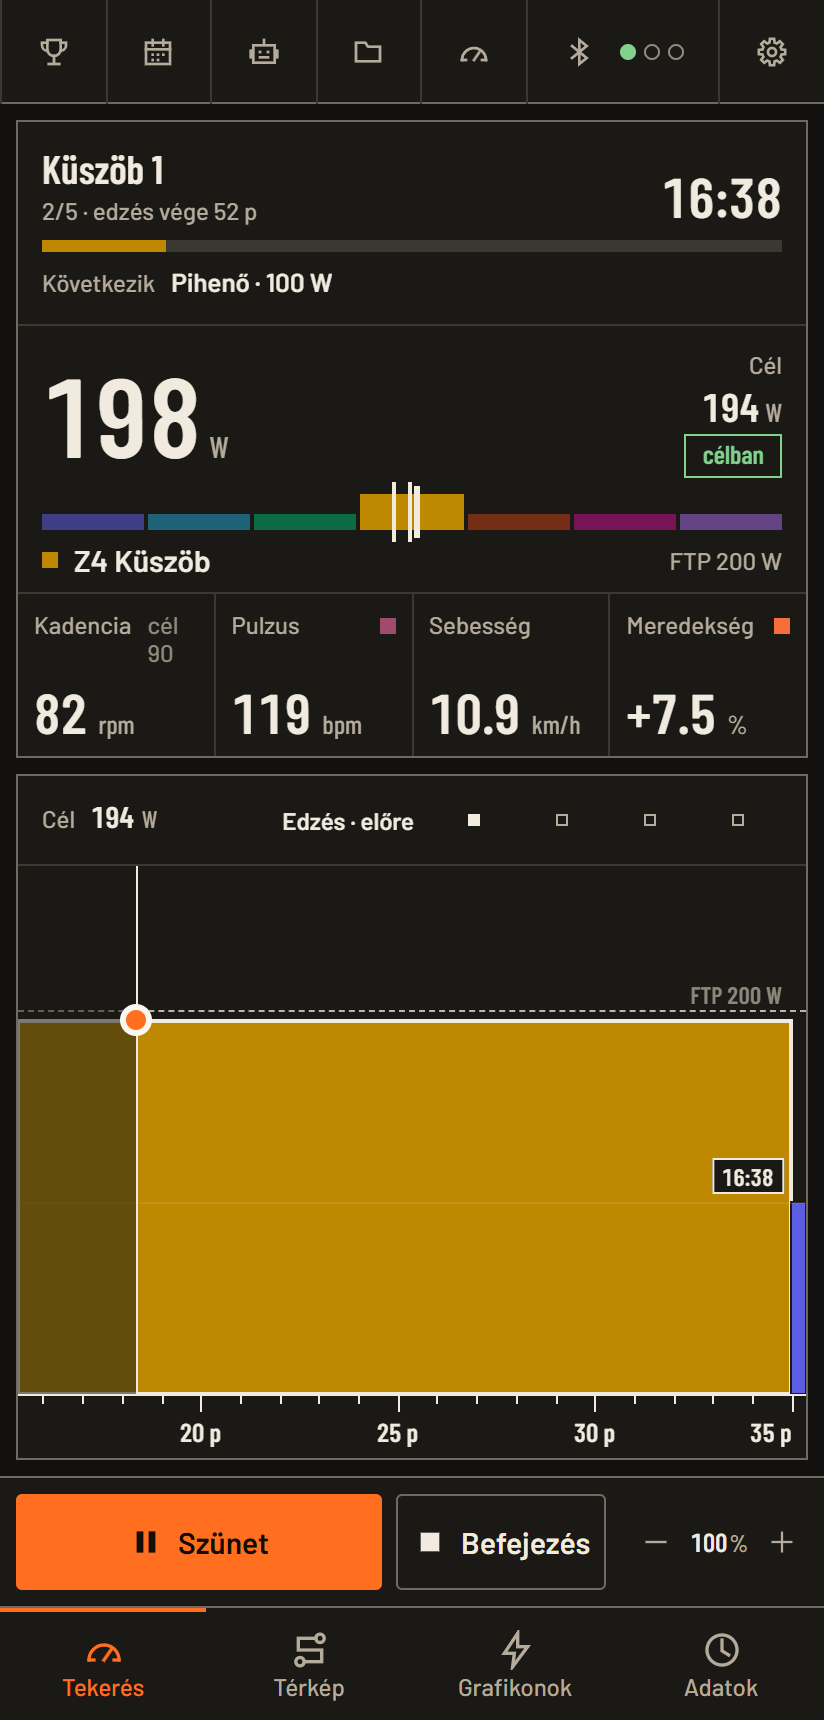 Küszöb 1
16:38
2/5 · edzés vége 52 p
Következik Pihenő · 100 W
198 W
Cél
194 W
célban
Z4 Küszöb
FTP 200 W
Kadencia cél 90
82 rpm
Pulzus
119 bpm
Sebesség
10.9 km/h
Meredekség
+7.5 %
Cél 194 W
Edzés · előre
FTP 200 W
16:38
20 p 25 p 30 p 35 p
Szünet
Befejezés
— 100% +
Tekerés
Térkép
Grafikonok
Adatok